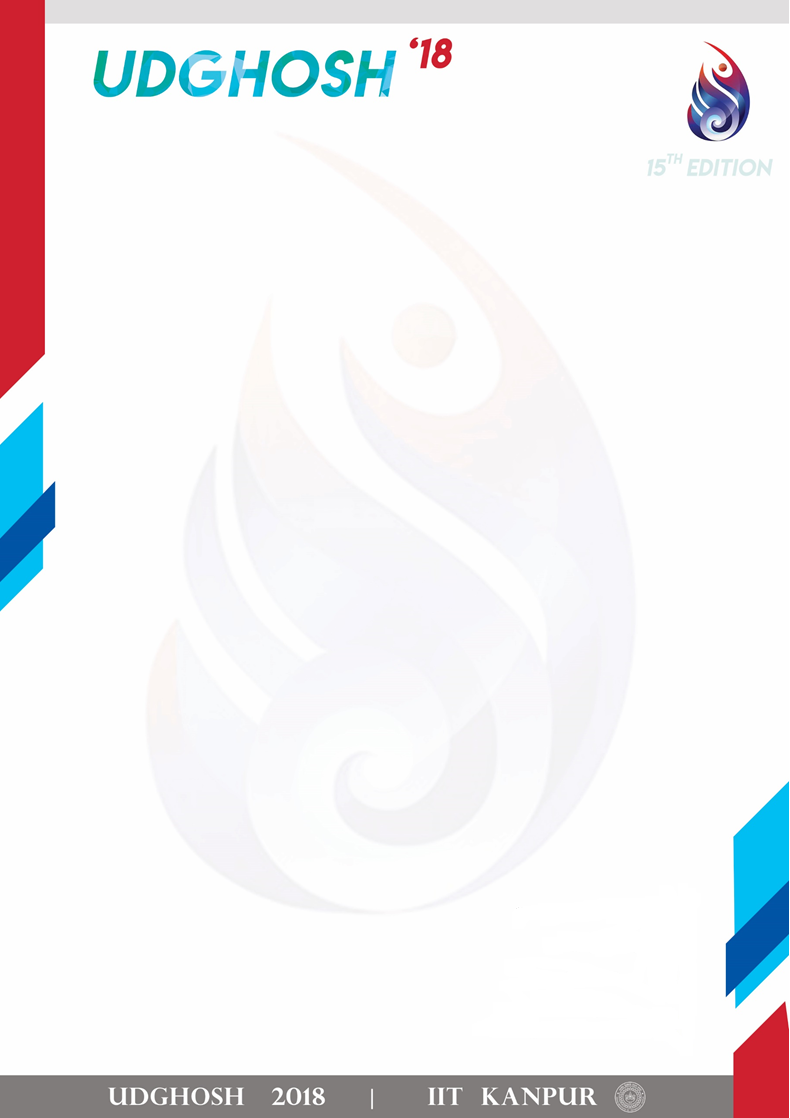 UDGHOSH ‘18
15TH EDITION
UDGHOSH 2018 | IIT KANPUR